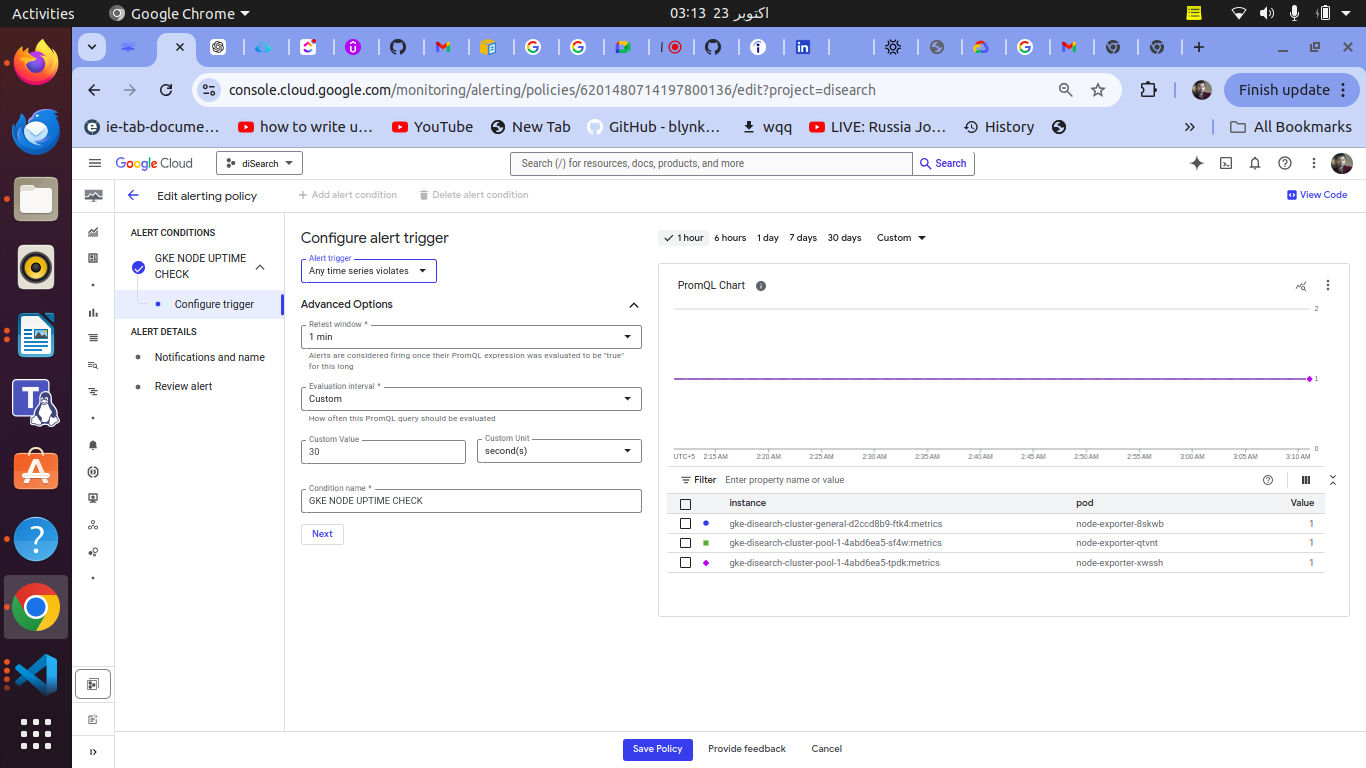 Activities
Google Chrome
03:13 23 اکتوبر
console.cloud.google.com/monitoring/alerting/policies/6201480714197800136/edit?project=disearch
Finish update
ie-tab-docume…
how to write u…
YouTube
New Tab
GitHub - blynk…
wqq
LIVE: Russia Jo…
History
»
All Bookmarks
Google Cloud
diSearch
Search (/) for resources, docs, products, and more
Search
Edit alerting policy
Add alert condition
Delete alert condition
View Code
ALERT CONDITIONS
GKE NODE UPTIME
CHECK
Configure trigger
ALERT DETAILS
Notifications and name
Review alert
Configure alert trigger
Alert trigger
Any time series violates
Advanced Options
Retest window *
1 min
Alerts are considered firing once their PromQL expression was evaluated to be "true"
for this long
Evaluation interval *
Custom
How often this PromQL query should be evaluated
Custom Value
30
Custom Unit
second(s)
Condition name *
GKE NODE UPTIME CHECK
Next
1 hour 6 hours 1 day 7 days 30 days Custom
PromQL Chart
2
1
0
UTC+5 2:15 AM 2:20 AM 2:25 AM 2:30 AM 2:35 AM 2:40 AM 2:45 AM 2:50 AM 2:55 AM 3:00 AM 3:05 AM 3:10 AM
Filter Enter property name or value
instance pod Value
gke-disearch-cluster-general-d2ccd8b9-ftk4:metrics node-exporter-8skwb 1
gke-disearch-cluster-pool-1-4abd6ea5-sf4w:metrics node-exporter-qtvnt 1
gke-disearch-cluster-pool-1-4abd6ea5-tpdk:metrics node-exporter-xwssh 1
Save Policy
Provide feedback
Cancel